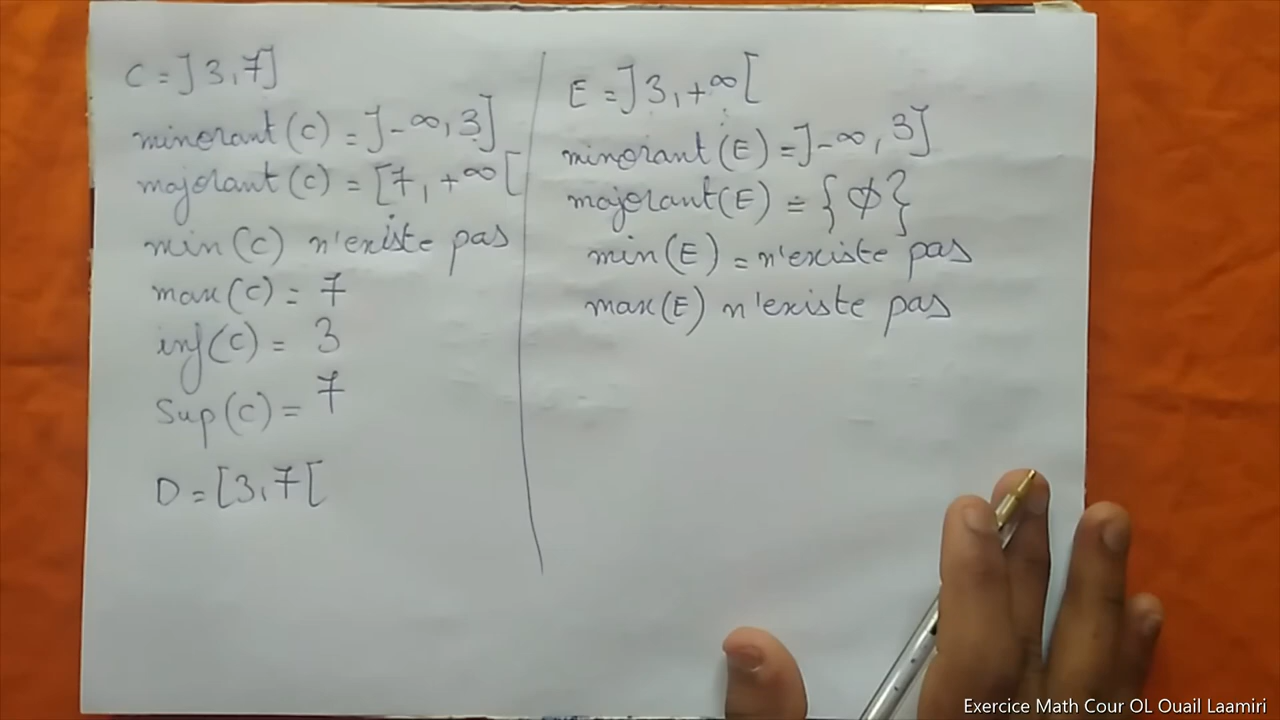 C = ]3, 7]
minorant(C) = ]-∞, 3]
majorant(C) = [7, +∞[
min(C) n'existe pas
max(C) = 7
inf(C) = 3
Sup(C) = 7
D = [3, 7[
E = ]3, +∞[
minorant(E) = ]-∞, 3]
majorant(E) = {∅}
min(E) = n'existe pas
max(E) n'existe pas
Exercice Math Cour OL Ouail Laamiri